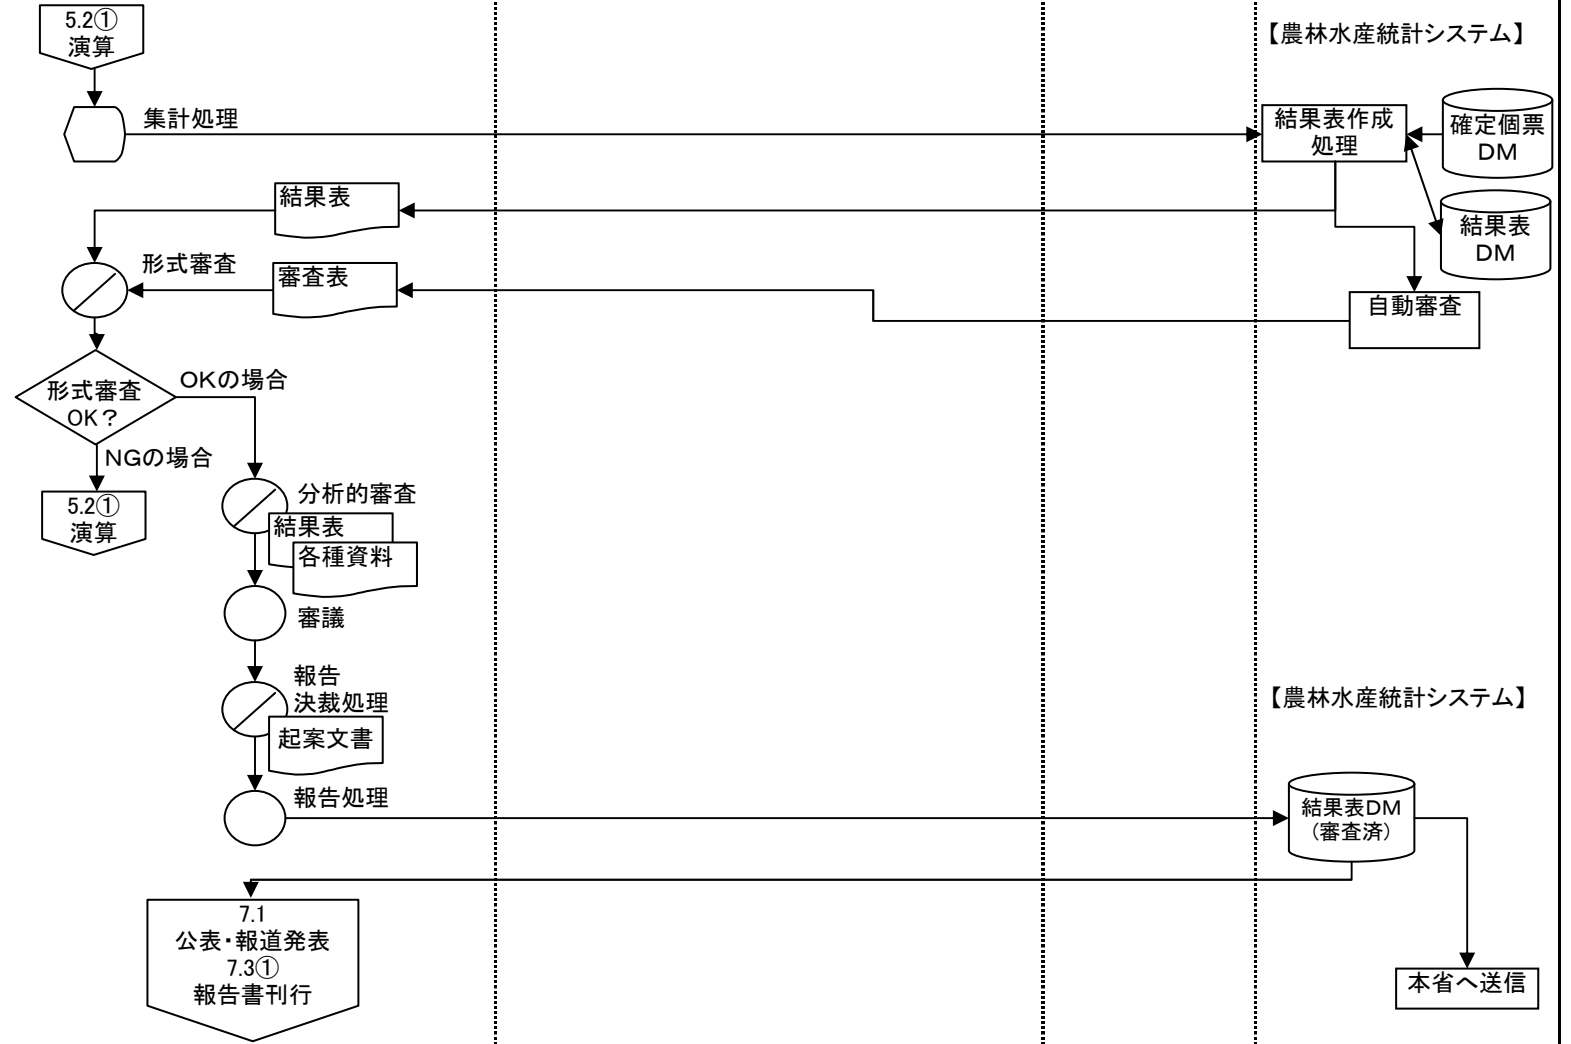 5.2①
演算
【農林水産統計システム】
集計処理
結果表作成
処理
確定個票
DM
結果表
結果表
DM
形式審査
審査表
自動審査
形式審査
OK?
OKの場合
NGの場合
5.2①
演算
分析的審査
結果表
各種資料
審議
報告
決裁処理
起案文書
【農林水産統計システム】
報告処理
結果表DM
(審査済)
7.1
公表・報道発表
7.3①
報告書刊行
本省へ送信